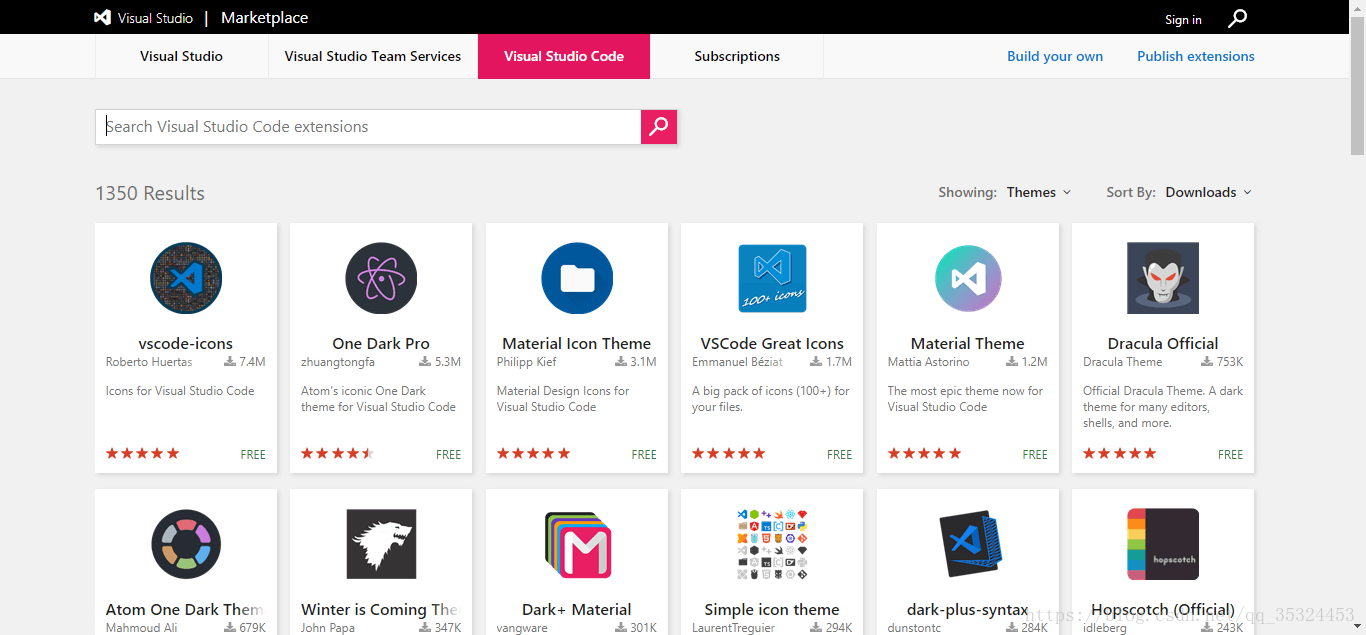 Visual Studio | Marketplace
Sign in
Visual Studio
Visual Studio Team Services
Visual Studio Code
Subscriptions
Build your own
Publish extensions
Search Visual Studio Code extensions
1350 Results
Showing: Themes
Sort By: Downloads
100+ icons
vscode-icons
Roberto Huertas 7.4M
Icons for Visual Studio Code
FREE
One Dark Pro
zhuangtongfa 5.3M
Atom's iconic One Dark
theme for Visual Studio Code
FREE
Material Icon Theme
Philipp Kief 3.1M
Material Design Icons for
Visual Studio Code
FREE
VSCode Great Icons
Emmanuel Béziat 1.7M
A big pack of icons (100+) for
your files.
FREE
Material Theme
Mattia Astorino 1.2M
The most epic theme now for
Visual Studio Code
FREE
Dracula Official
Dracula Theme 753K
Official Dracula Theme. A dark
theme for many editors,
shells, and more.
FREE
Atom One Dark Them
Mahmoud Ali 679K
Winter is Coming The
John Papa 347K
M
Dark+ Material
vangware 301K
Simple icon theme
LaurentTreguier 294K
dark-plus-syntax
dunstontc 284K
hopscotch
Hopscotch (Official)
idleberg 243K
https://blog.csdn.net/qq_35324453